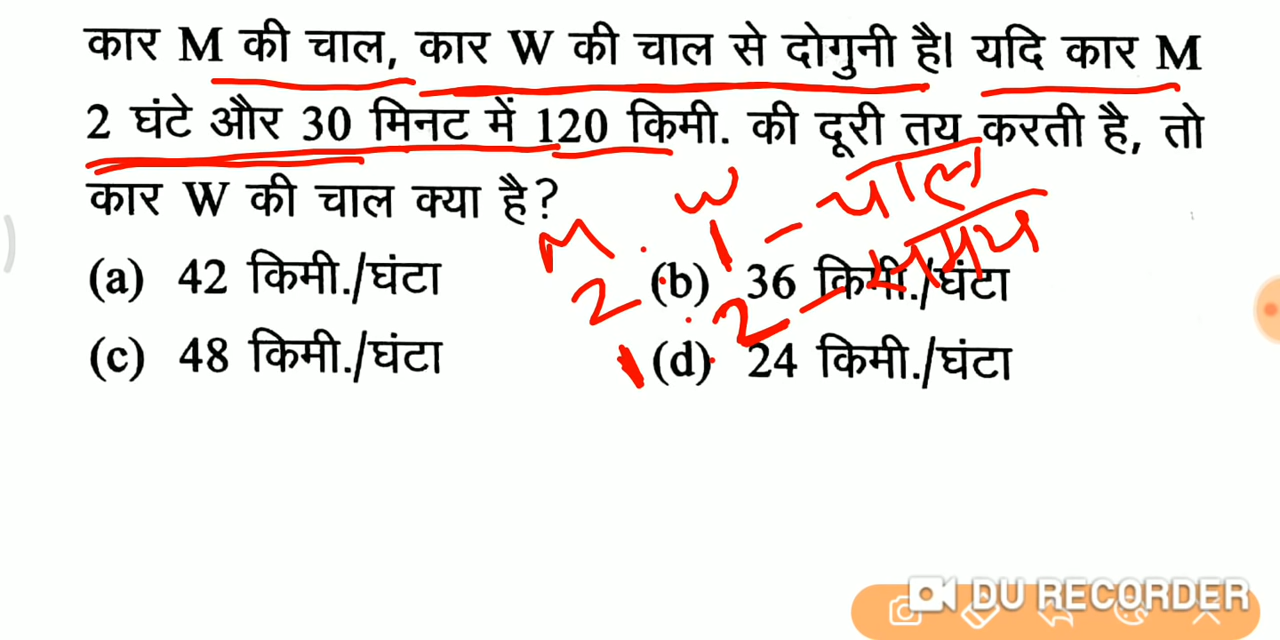 कार M की चाल, कार W की चाल से दोगुनी है। यदि कार M
2 घंटे और 30 मिनट में 120 किमी. की दूरी तय करती है, तो
कार W की चाल क्या है?
M : W
2 : 1 - चाल
1 : 2 - समय
(a) 42 किमी./घंटा (b) 36 किमी./घंटा
(c) 48 किमी./घंटा (d) 24 किमी./घंटा
DU RECORDER